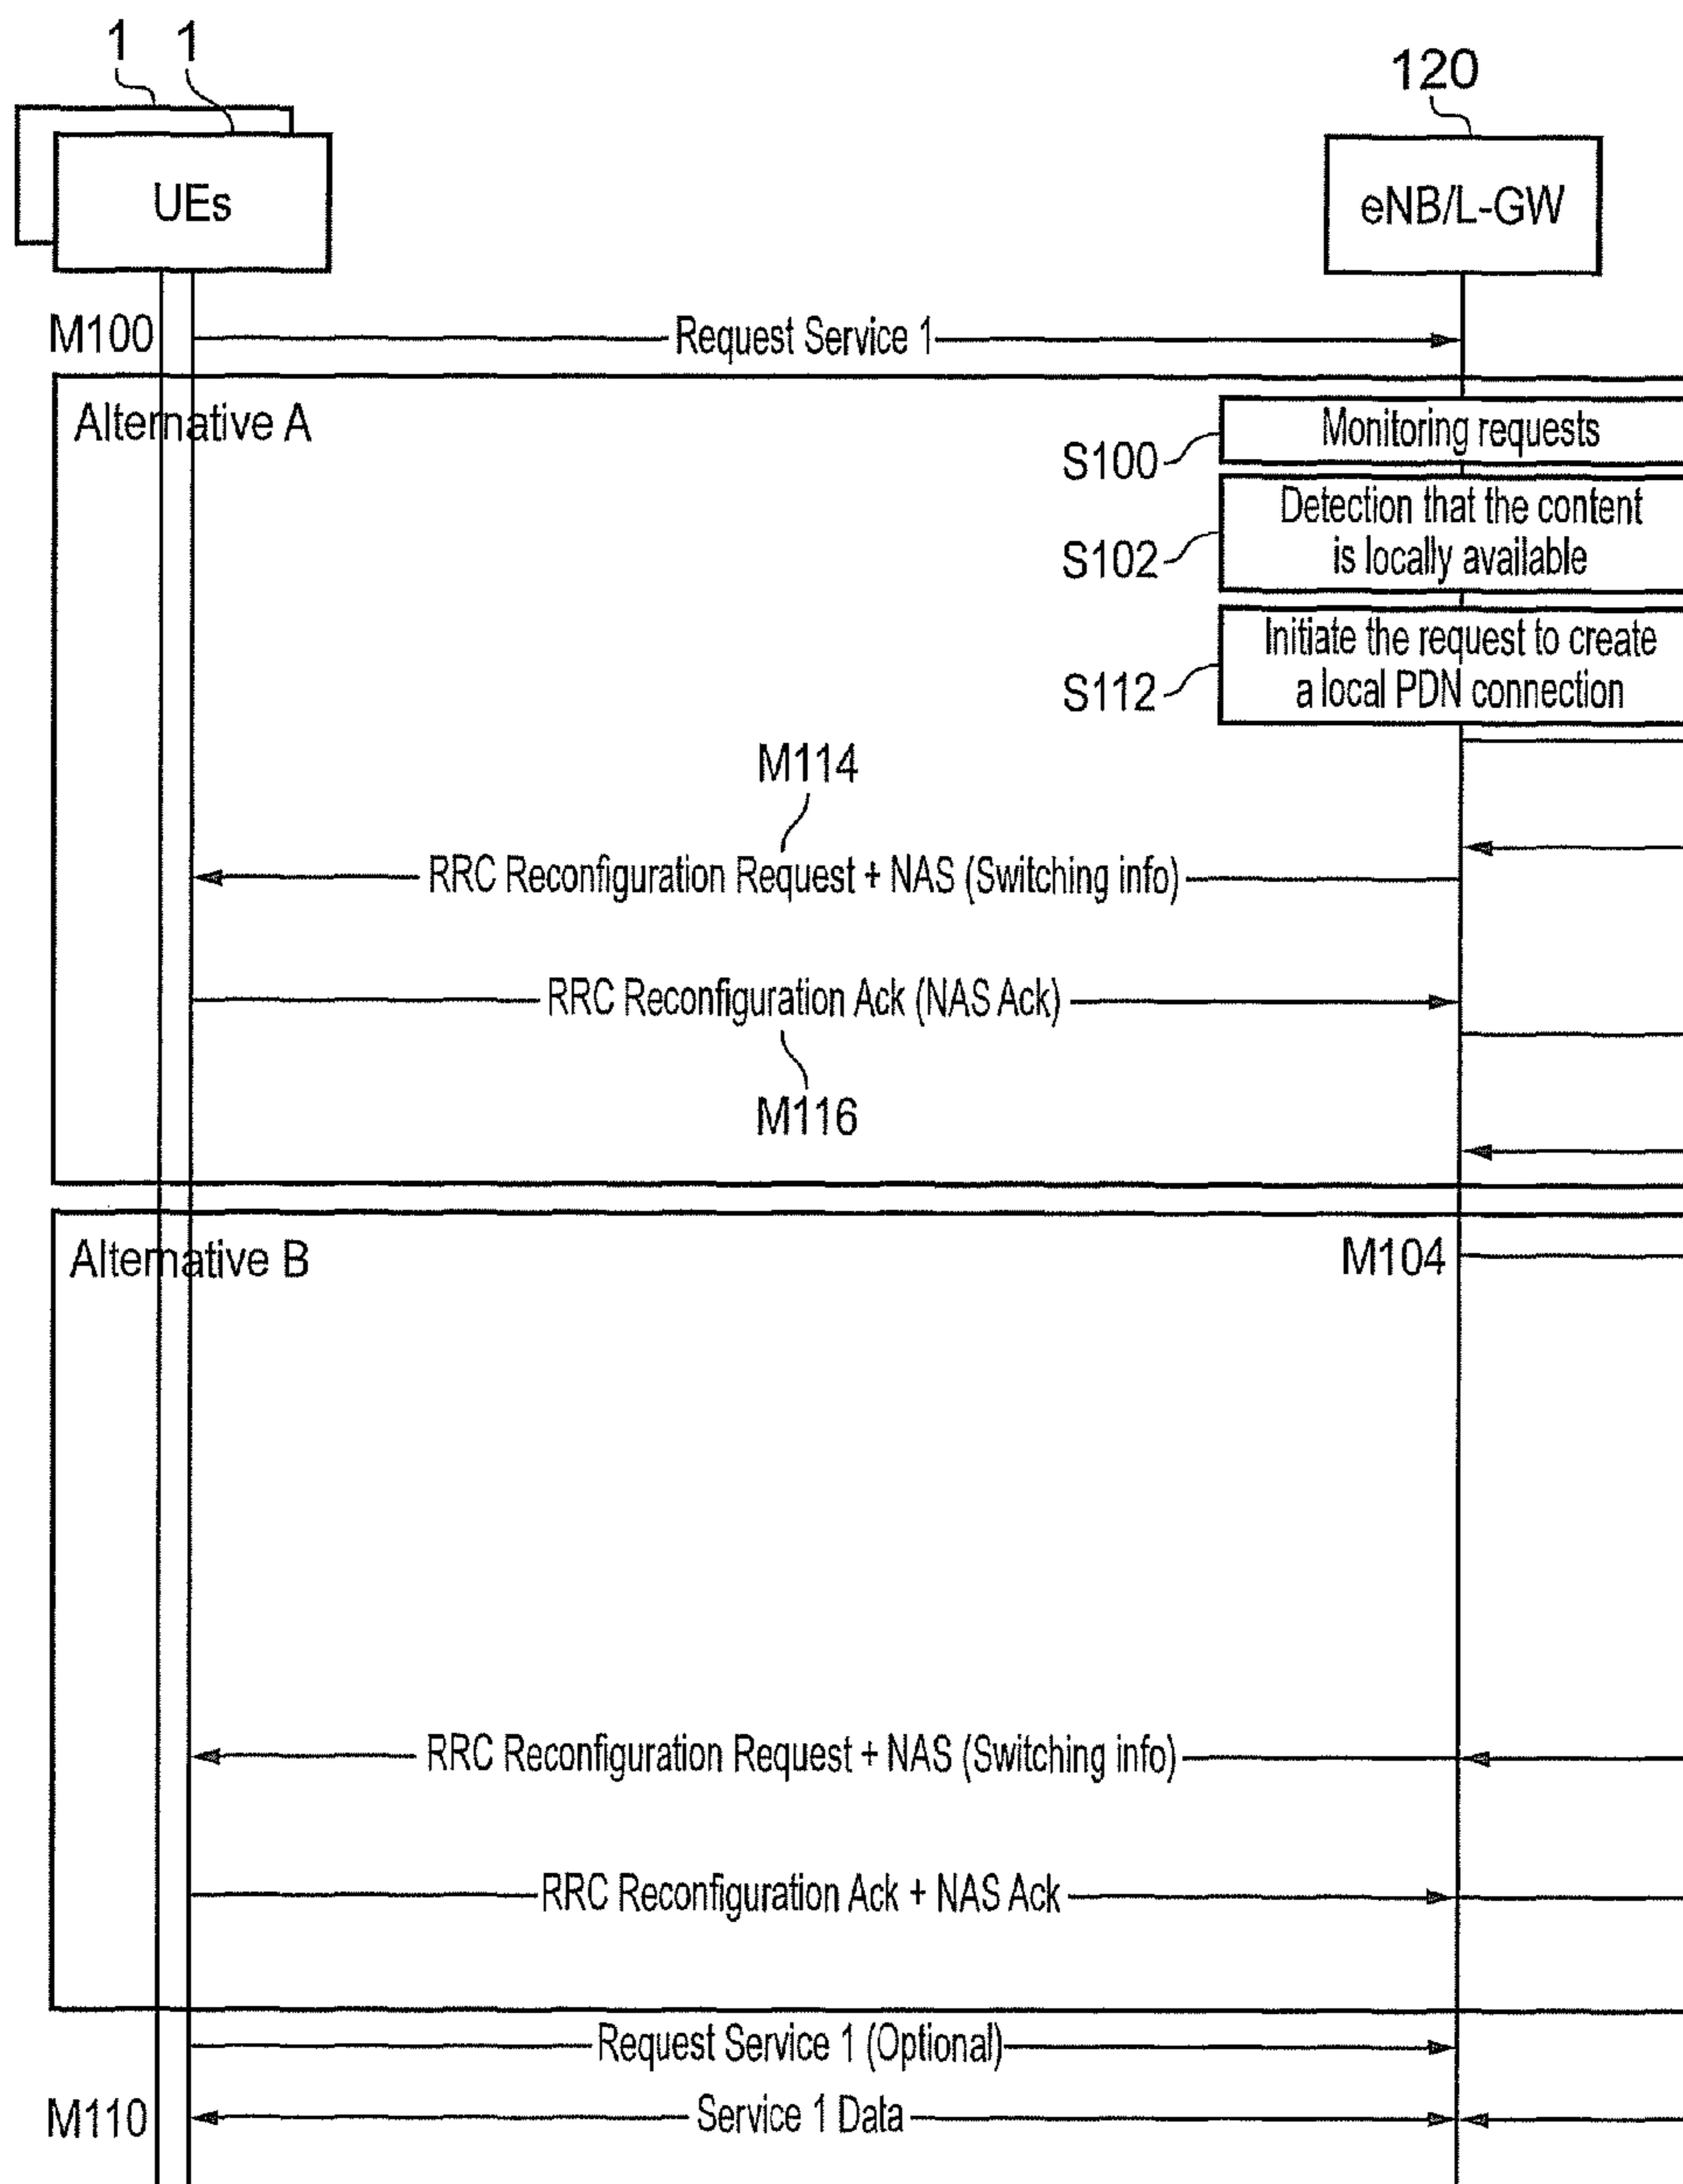 1 1
120
UEs
eNB/L-GW
M100
Request Service 1
Alternative A
Monitoring requests
S100
Detection that the content
is locally available
S102
Initiate the request to create
a local PDN connection
S112
M114
RRC Reconfiguration Request + NAS (Switching info)
RRC Reconfiguration Ack (NAS Ack)
M116
Alternative B
M104
RRC Reconfiguration Request + NAS (Switching info)
RRC Reconfiguration Ack + NAS Ack
Request Service 1 (Optional)
M110
Service 1 Data